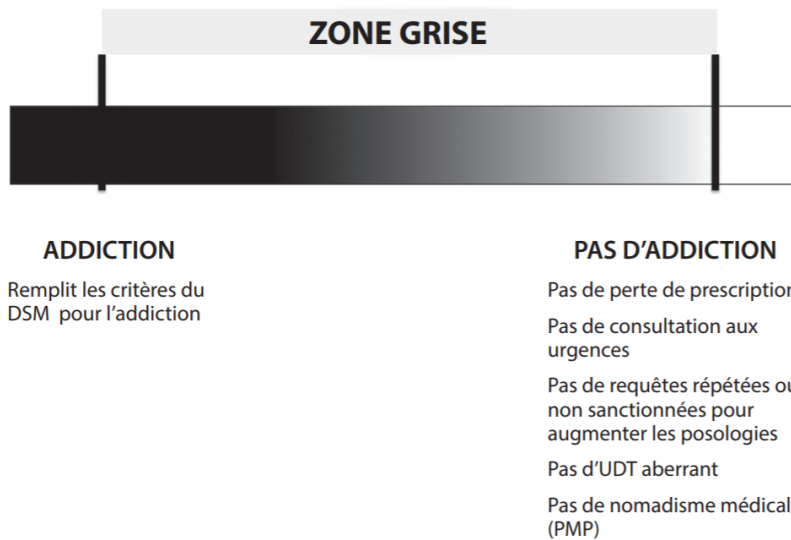 ZONE GRISE
ADDICTION
Remplit les critères du
DSM pour l'addiction
PAS D'ADDICTION
Pas de perte de prescription
Pas de consultation aux
urgences
Pas de requêtes répétées ou
non sanctionnées pour
augmenter les posologies
Pas d'UDT aberrant
Pas de nomadisme médical
(PMP)